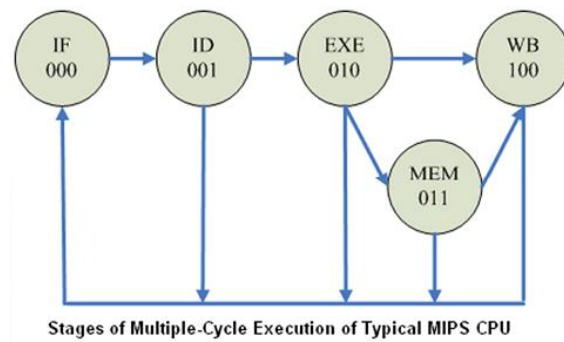 IF
000
ID
001
EXE
010
WB
100
MEM
011
Stages of Multiple-Cycle Execution of Typical MIPS CPU